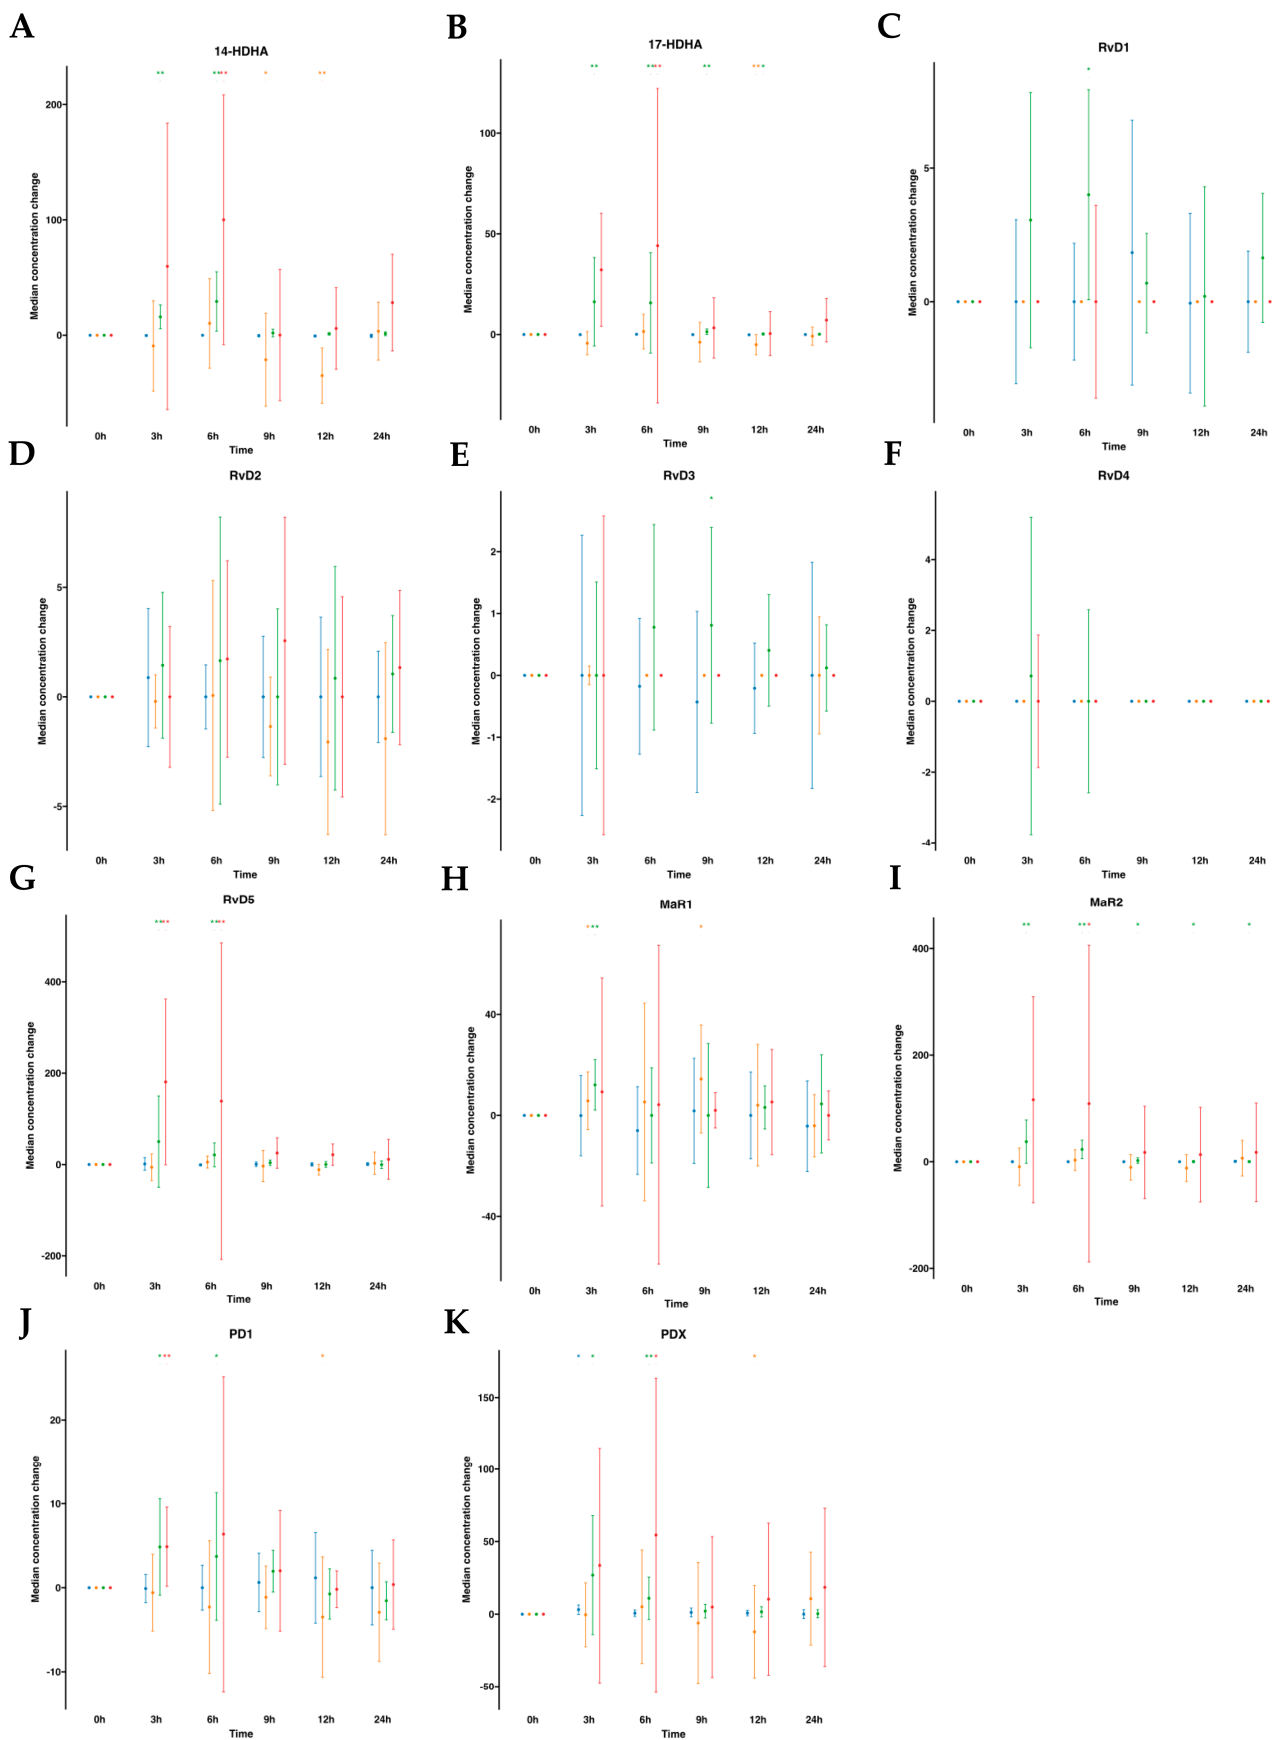 A
14-HDHA
** **** * **
Median concentration change
200
100
0
0h 3h 6h 9h 12h 24h
Time
B
17-HDHA
** **** ** ***
Median concentration change
100
50
0
0h 3h 6h 9h 12h 24h
Time
C
RvD1
*
Median concentration change
5
0
0h 3h 6h 9h 12h 24h
Time
D
RvD2
Median concentration change
5
0
-5
0h 3h 6h 9h 12h 24h
Time
E
RvD3
*
Median concentration change
2
1
0
-1
-2
0h 3h 6h 9h 12h 24h
Time
F
RvD4
Median concentration change
4
2
0
-2
-4
0h 3h 6h 9h 12h 24h
Time
G
RvD5
**** ****
Median concentration change
400
200
0
-200
0h 3h 6h 9h 12h 24h
Time
H
MaR1
*** *
Median concentration change
40
0
-40
0h 3h 6h 9h 12h 24h
Time
I
MaR2
** *** * * *
Median concentration change
400
200
0
-200
0h 3h 6h 9h 12h 24h
Time
J
PD1
*** * *
Median concentration change
20
10
0
-10
0h 3h 6h 9h 12h 24h
Time
K
PDX
* * *** *
Median concentration change
150
100
50
0
-50
0h 3h 6h 9h 12h 24h
Time